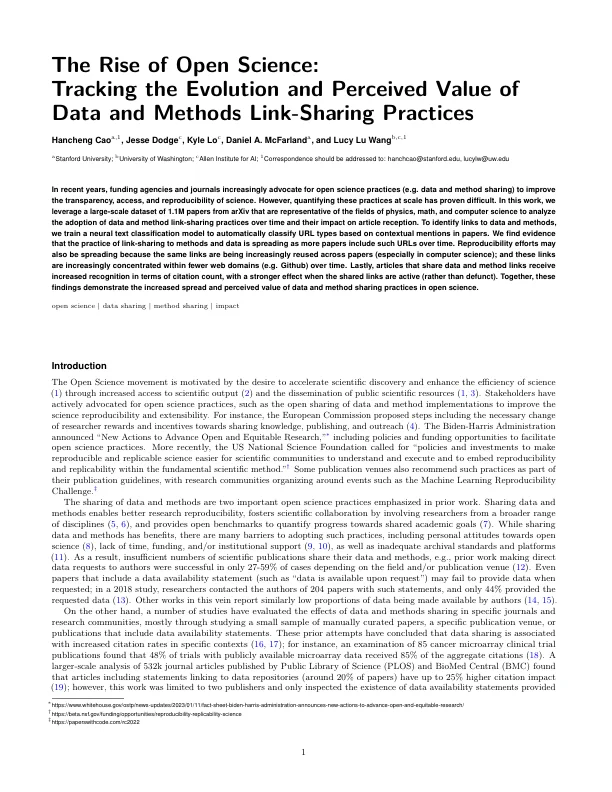 The Rise of Open Science:
Tracking the Evolution and Perceived Value of
Data and Methods Link-Sharing Practices
Hancheng Caoᵃ,¹, Jesse Dodgeᶜ, Kyle Loᶜ, Daniel A. McFarlandᵃ, and Lucy Lu Wangᵇ,ᶜ,¹
ᵃStanford University; ᵇUniversity of Washington; ᶜAllen Institute for AI; ¹Correspondence should be addressed to: hanchcao@stanford.edu, lucylw@uw.edu
In recent years, funding agencies and journals increasingly advocate for open science practices (e.g. data and method sharing) to improve
the transparency, access, and reproducibility of science. However, quantifying these practices at scale has proven difficult. In this work, we
leverage a large-scale dataset of 1.1M papers from arXiv that are representative of the fields of physics, math, and computer science to analyze
the adoption of data and method link-sharing practices over time and their impact on article reception. To identify links to data and methods,
we train a neural text classification model to automatically classify URL types based on contextual mentions in papers. We find evidence
that the practice of link-sharing to methods and data is spreading as more papers include such URLs over time. Reproducibility efforts may
also be spreading because the same links are being increasingly reused across papers (especially in computer science); and these links
are increasingly concentrated within fewer web domains (e.g. Github) over time. Lastly, articles that share data and method links receive
increased recognition in terms of citation count, with a stronger effect when the shared links are active (rather than defunct). Together, these
findings demonstrate the increased spread and perceived value of data and method sharing practices in open science.
open science | data sharing | method sharing | impact
Introduction
The Open Science movement is motivated by the desire to accelerate scientific discovery and enhance the efficiency of science
(1) through increased access to scientific output (2) and the dissemination of public scientific resources (1, 3). Stakeholders have
actively advocated for open science practices, such as the open sharing of data and method implementations to improve the
science reproducibility and extensibility. For instance, the European Commission proposed steps including the necessary change
of researcher rewards and incentives towards sharing knowledge, publishing, and outreach (4). The Biden-Harris Administration
announced “New Actions to Advance Open and Equitable Research,”* including policies and funding opportunities to facilitate
open science practices. More recently, the US National Science Foundation called for “policies and investments to make
reproducible and replicable science easier for scientific communities to understand and execute and to embed reproducibility
and replicability within the fundamental scientific method.”† Some publication venues also recommend such practices as part of
their publication guidelines, with research communities organizing around events such as the Machine Learning Reproducibility
Challenge.‡
The sharing of data and methods are two important open science practices emphasized in prior work. Sharing data and
methods enables better research reproducibility, fosters scientific collaboration by involving researchers from a broader range
of disciplines (5, 6), and provides open benchmarks to quantify progress towards shared academic goals (7). While sharing
data and methods has benefits, there are many barriers to adopting such practices, including personal attitudes towards open
science (8), lack of time, funding, and/or institutional support (9, 10), as well as inadequate archival standards and platforms
(11). As a result, insufficient numbers of scientific publications share their data and methods, e.g., prior work making direct
data requests to authors were successful in only 27-59% of cases depending on the field and/or publication venue (12). Even
papers that include a data availability statement (such as “data is available upon request”) may fail to provide data when
requested; in a 2018 study, researchers contacted the authors of 204 papers with such statements, and only 44% provided the
requested data (13). Other works in this vein report similarly low proportions of data being made available by authors (14, 15).
On the other hand, a number of studies have evaluated the effects of data and methods sharing in specific journals and
research communities, mostly through studying a small sample of manually curated papers, a specific publication venue, or
publications that include data availability statements. These prior attempts have concluded that data sharing is associated
with increased citation rates in specific contexts (16, 17); for instance, an examination of 85 cancer microarray clinical trial
publications found that 48% of trials with publicly available microarray data received 85% of the aggregate citations (18). A
larger-scale analysis of 532k journal articles published by Public Library of Science (PLOS) and BioMed Central (BMC) found
that articles including statements linking to data repositories (around 20% of papers) have up to 25% higher citation impact
(19); however, this work was limited to two publishers and only inspected the existence of data availability statements provided
*https://www.whitehouse.gov/ostp/news-updates/2023/01/11/fact-sheet-biden-harris-administration-announces-new-actions-to-advance-open-and-equitable-research/
†https://beta.nsf.gov/funding/opportunities/reproducibility-replicability-science
‡https://paperswithcode.com/rc2022
1